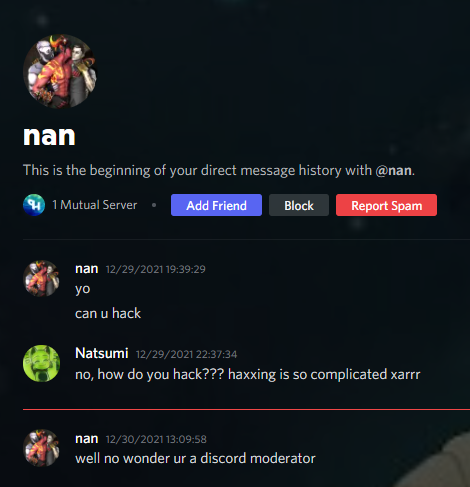 nan
This is the beginning of your direct message history with @nan.
1 Mutual Server • Add Friend Block Report Spam
nan 12/29/2021 19:39:29
yo
can u hack
Natsumi 12/29/2021 22:37:34
no, how do you hack??? haxxing is so complicated xarrr
nan 12/30/2021 13:09:58
well no wonder ur a discord moderator